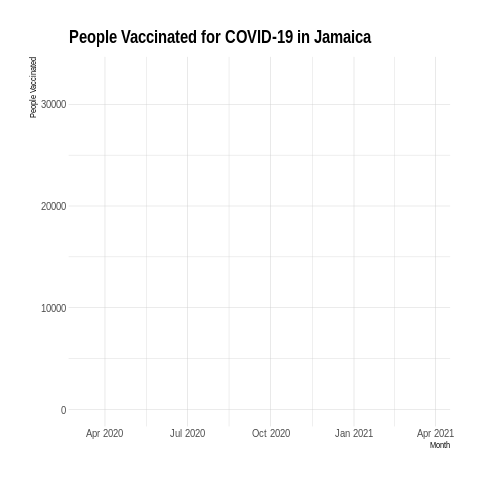 People Vaccinated for COVID-19 in Jamaica
People Vaccinated
30000
20000
10000
0
Apr 2020 Jul 2020 Oct 2020 Jan 2021 Apr 2021
Month